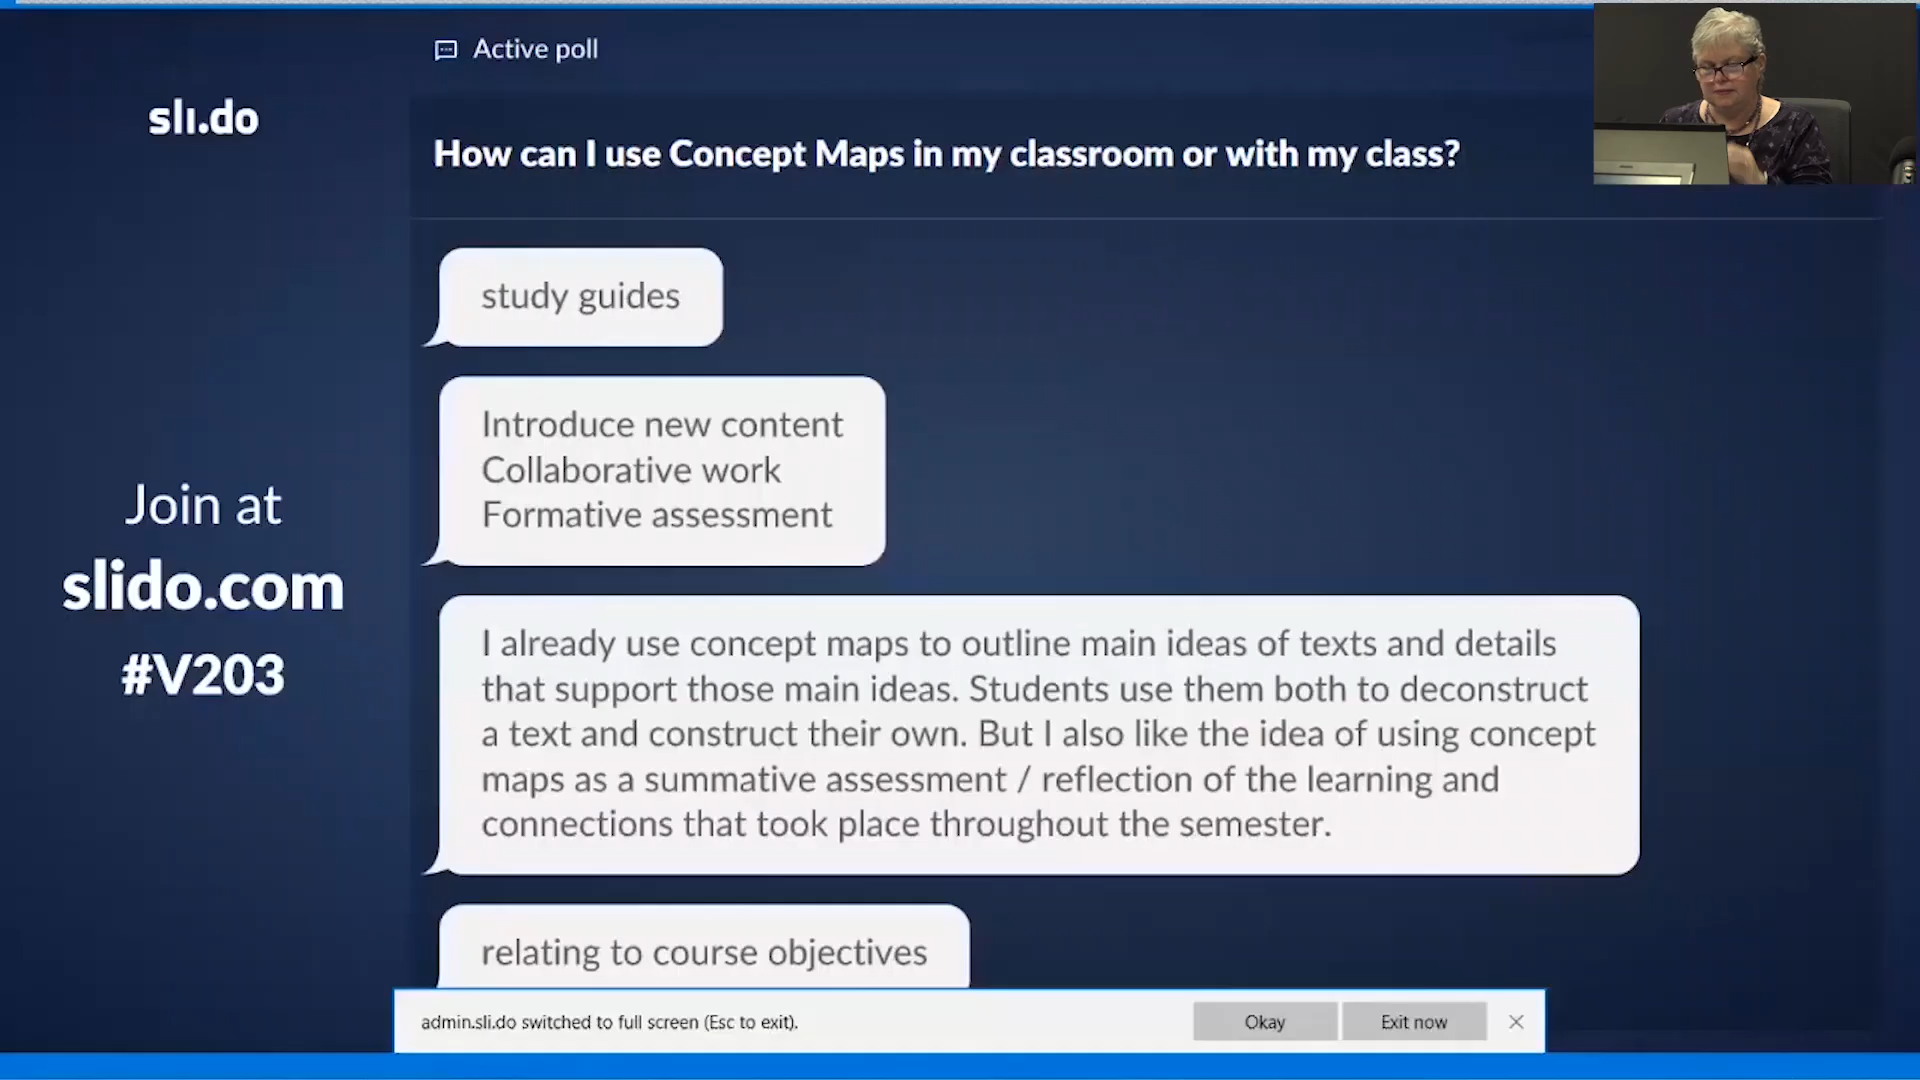 Active poll
sli.do
How can I use Concept Maps in my classroom or with my class?
study guides
Introduce new content
Collaborative work
Formative assessment
Join at
slido.com
#V203
I already use concept maps to outline main ideas of texts and details
that support those main ideas. Students use them both to deconstruct
a text and construct their own. But I also like the idea of using concept
maps as a summative assessment / reflection of the learning and
connections that took place throughout the semester.
relating to course objectives
admin.sli.do switched to full screen (Esc to exit).
Okay
Exit now